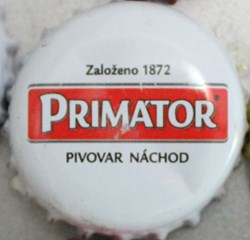 Založeno 1872
PRIMÁTOR
PIVOVAR NÁCHOD